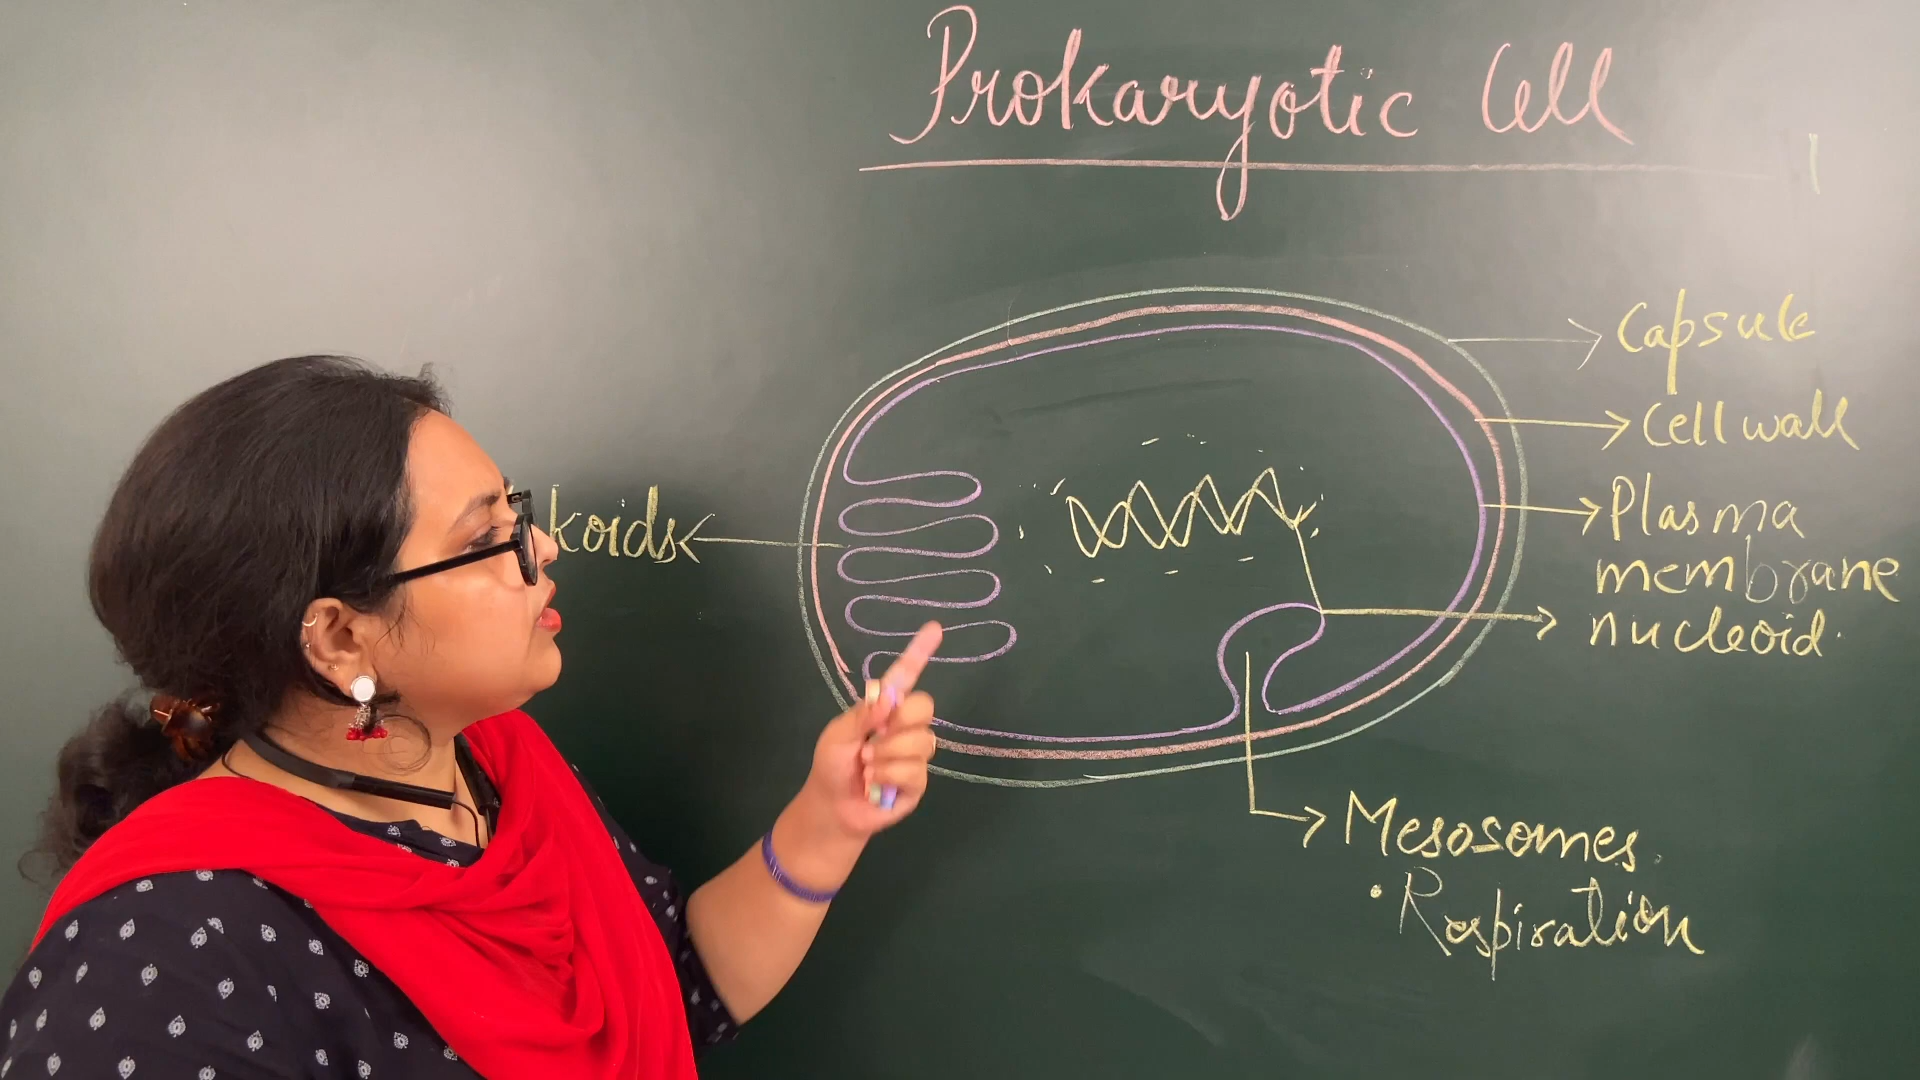 Prokaryotic Cell
Capsule
Cell wall
koids
Plasma
membrane
nucleoid.
Mesosomes.
• Respiration